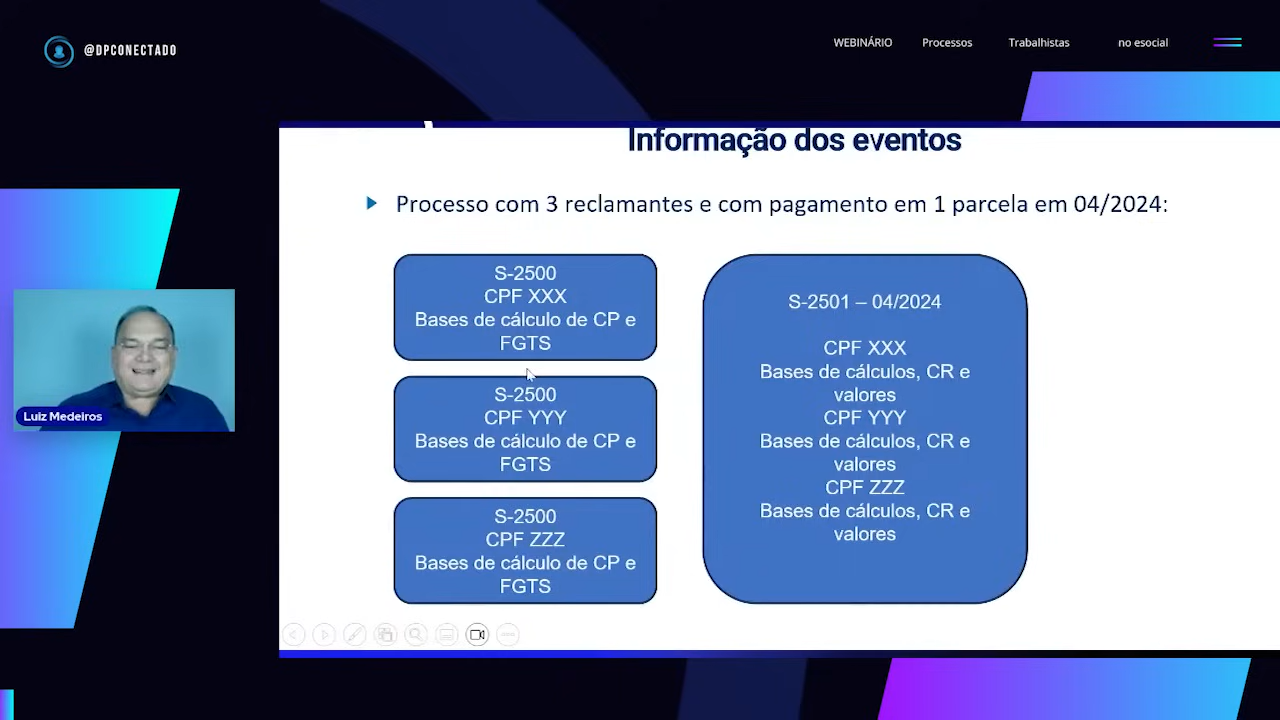 @DPCONECTADO
WEBINÁRIO Processos Trabalhistas no esocial
Informação dos eventos
Processo com 3 reclamantes e com pagamento em 1 parcela em 04/2024:
S-2500
CPF XXX
Bases de cálculo de CP e
FGTS
S-2500
CPF YYY
Bases de cálculo de CP e
FGTS
S-2500
CPF ZZZ
Bases de cálculo de CP e
FGTS
S-2501 – 04/2024
CPF XXX
Bases de cálculos, CR e
valores
CPF YYY
Bases de cálculos, CR e
valores
CPF ZZZ
Bases de cálculos, CR e
valores
Luiz Medeiros